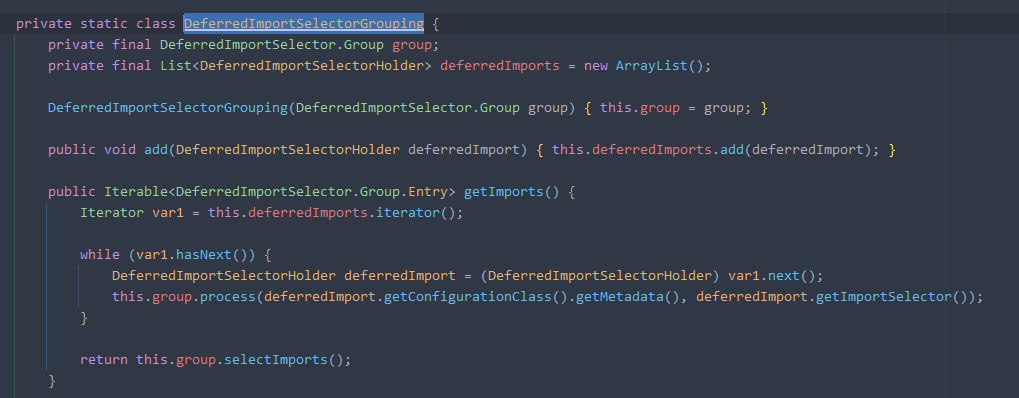 private static class DeferredImportSelectorGrouping {
private final DeferredImportSelector.Group group;
private final List<DeferredImportSelectorHolder> deferredImports = new ArrayList();
DeferredImportSelectorGrouping(DeferredImportSelector.Group group) { this.group = group; }
public void add(DeferredImportSelectorHolder deferredImport) { this.deferredImports.add(deferredImport); }
public Iterable<DeferredImportSelector.Group.Entry> getImports() {
Iterator var1 = this.deferredImports.iterator();
while (var1.hasNext()) {
DeferredImportSelectorHolder deferredImport = (DeferredImportSelectorHolder) var1.next();
this.group.process(deferredImport.getConfigurationClass().getMetadata(), deferredImport.getImportSelector());
}
return this.group.selectImports();
}